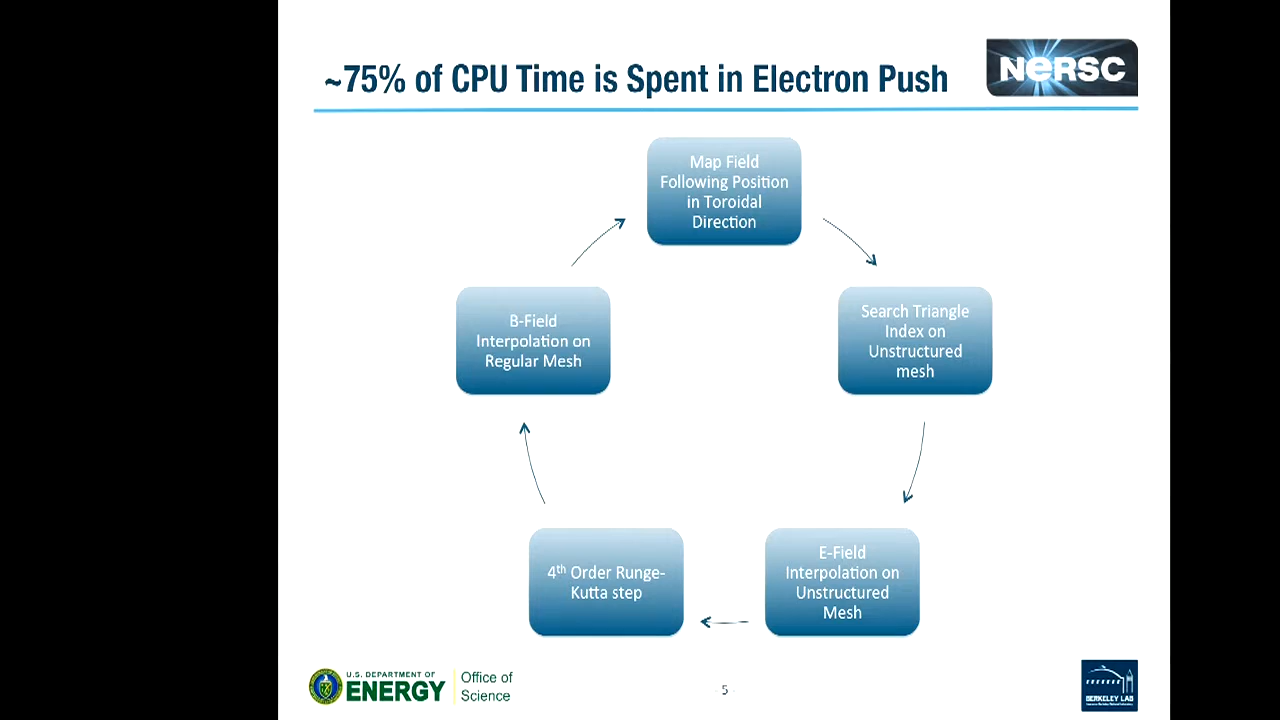 ~75% of CPU Time is Spent in Electron Push
NERSC
Map Field
Following Position
in Toroidal
Direction
Search Triangle
Index on
Unstructured
mesh
E-Field
Interpolation on
Unstructured
Mesh
4th Order Runge-
Kutta step
B-Field
Interpolation on
Regular Mesh
U.S. DEPARTMENT OF
ENERGY
Office of
Science
- 5 -
BERKELEY LAB